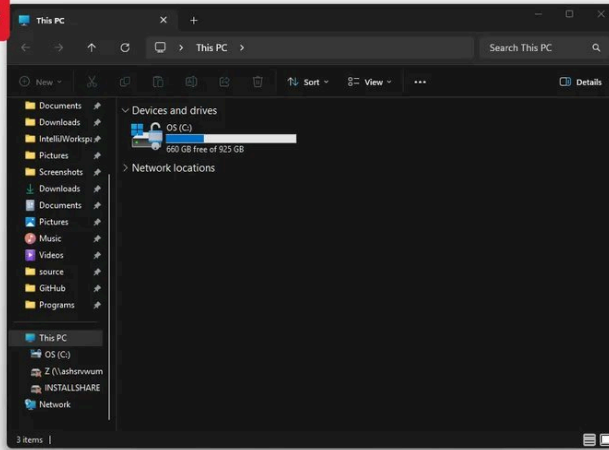 This PC
This PC
Search This PC
New
Sort
View
Details
Documents
Downloads
IntelliJWorkspa
Pictures
Screenshots
Downloads
Documents
Pictures
Music
Videos
source
GitHub
Programs
This PC
OS (C:)
Z (\\ashsrvwum
INSTALLSHARE
Network
Devices and drives
OS (C:)
660 GB free of 925 GB
Network locations
3 items